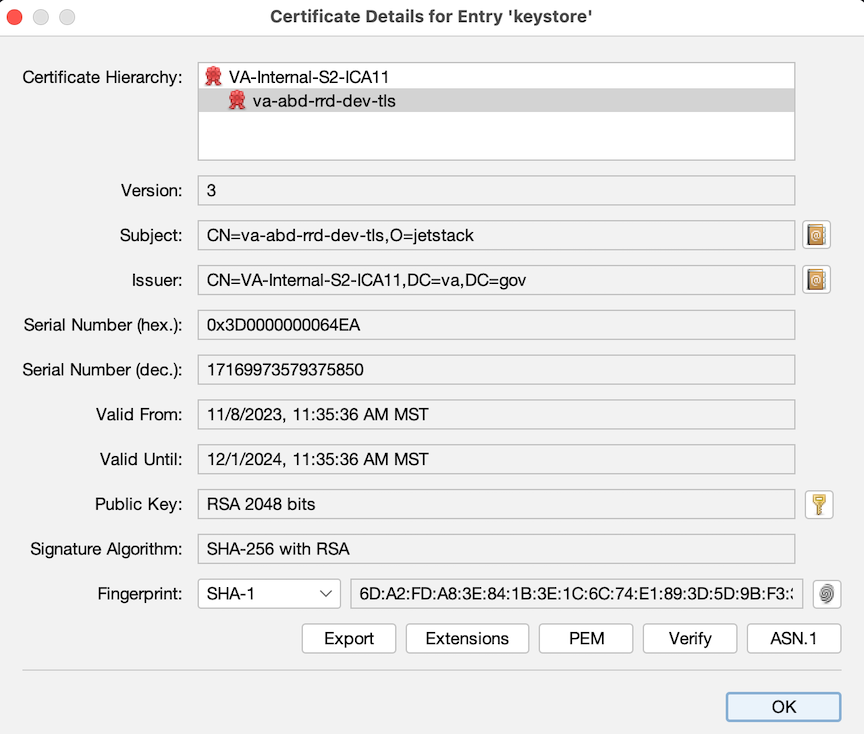 Certificate Details for Entry 'keystore'
Certificate Hierarchy:
VA-Internal-S2-ICA11
va-abd-rrd-dev-tls
Version: 3
Subject: CN=va-abd-rrd-dev-tls,O=jetstack
Issuer: CN=VA-Internal-S2-ICA11,DC=va,DC=gov
Serial Number (hex.): 0x3D0000000064EA
Serial Number (dec.): 17169973579375850
Valid From: 11/8/2023, 11:35:36 AM MST
Valid Until: 12/1/2024, 11:35:36 AM MST
Public Key: RSA 2048 bits
Signature Algorithm: SHA-256 with RSA
Fingerprint: SHA-1 6D:A2:FD:A8:3E:84:1B:3E:1C:6C:74:E1:89:3D:5D:9B:F3:
Export Extensions PEM Verify ASN.1
OK